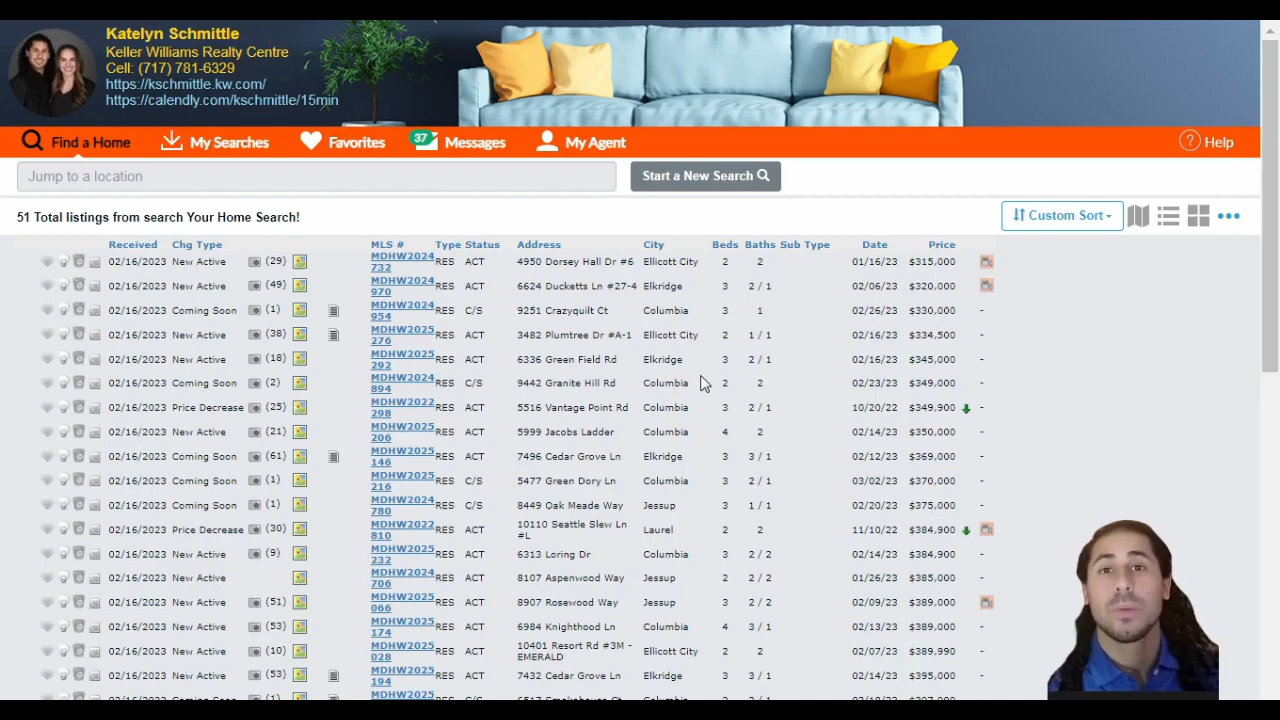 Katelyn Schmittle
Keller Williams Realty Centre
Cell: (717) 781-6329
https://kschmittle.kw.com/
https://calendly.com/kschmittle/15min
Find a Home My Searches Favorites 37 Messages My Agent ? Help
Jump to a location Start a New Search
51 Total listings from search Your Home Search! Custom Sort
Received Chg Type MLS # Type Status Address City Beds Baths Sub Type Date Price
02/16/2023 New Active (29) MDHW2024732 RES ACT 4950 Dorsey Hall Dr #6 Ellicott City 2 2 01/16/23 $315,000
02/16/2023 New Active (49) MDHW2024970 RES ACT 6624 Ducketts Ln #27-4 Elkridge 3 2 / 1 02/06/23 $320,000
02/16/2023 Coming Soon (1) MDHW2024954 RES C/S 9251 Crazyquilt Ct Columbia 3 1 02/26/23 $330,000 -
02/16/2023 New Active (38) MDHW2025276 RES ACT 3482 Plumtree Dr #A-1 Ellicott City 2 1 / 1 02/16/23 $334,500 -
02/16/2023 New Active (18) MDHW2025292 RES ACT 6336 Green Field Rd Elkridge 3 2 / 1 02/16/23 $345,000 -
02/16/2023 Coming Soon (2) MDHW2024894 RES C/S 9442 Granite Hill Rd Columbia 2 2 02/23/23 $349,000 -
02/16/2023 Price Decrease (25) MDHW2022298 RES ACT 5516 Vantage Point Rd Columbia 3 2 / 1 10/20/22 $349,900 -
02/16/2023 New Active (21) MDHW2025206 RES ACT 5999 Jacobs Ladder Columbia 4 2 02/14/23 $350,000 -
02/16/2023 Coming Soon (61) MDHW2025146 RES ACT 7496 Cedar Grove Ln Elkridge 3 3 / 1 02/12/23 $369,000 -
02/16/2023 Coming Soon (1) MDHW2025216 RES C/S 5477 Green Dory Ln Columbia 3 2 / 1 03/02/23 $370,000 -
02/16/2023 Coming Soon (1) MDHW2024780 RES C/S 8449 Oak Meade Way Jessup 3 1 / 1 02/20/23 $375,000 -
02/16/2023 Price Decrease (30) MDHW2022810 RES ACT 10110 Seattle Slew Ln #L Laurel 2 2 11/10/22 $384,900
02/16/2023 New Active (9) MDHW2025232 RES ACT 6313 Loring Dr Columbia 3 2 / 2 02/14/23 $384,900 -
02/16/2023 New Active MDHW2024706 RES ACT 8107 Aspenwood Way Jessup 3 2 / 2 01/26/23 $385,000 -
02/16/2023 New Active (51) MDHW2025066 RES ACT 8907 Rosewood Way Jessup 3 2 / 2 02/09/23 $389,000
02/16/2023 New Active (53) MDHW2025174 RES ACT 6984 Knighthood Ln Columbia 4 3 / 1 02/13/23 $389,000 -
02/16/2023 New Active (10) MDHW2025028 RES ACT 10401 Resort Rd #3M - EMERALD Ellicott City 2 2 02/07/23 $389,990 -
02/16/2023 New Active (53) MDHW2025194 RES ACT 7432 Cedar Grove Ln Elkridge 3 3 / 1 02/14/23 $395,000 -
MDHW2025